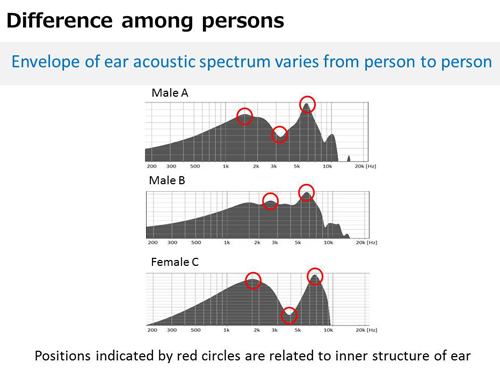 Difference among persons
Envelope of ear acoustic spectrum varies from person to person
Male A
200 300 500 1k 2k 3k 5k 10k 20k [Hz]
Male B
200 300 500 1k 2k 3k 5k 10k 20k [Hz]
Female C
200 300 500 1k 2k 3k 5k 10k 20k [Hz]
Positions indicated by red circles are related to inner structure of ear